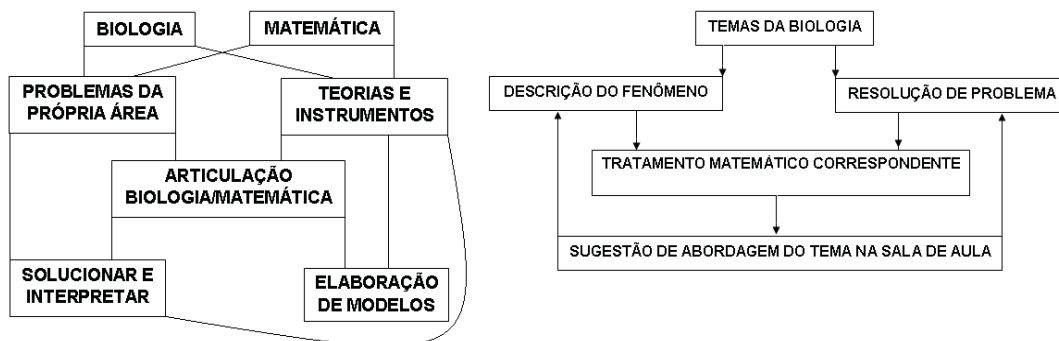 BIOLOGIA
MATEMÁTICA
PROBLEMAS DA
PRÓPRIA ÁREA
TEORIAS E
INSTRUMENTOS
ARTICULAÇÃO
BIOLOGIA/MATEMÁTICA
SOLUCIONAR E
INTERPRETAR
ELABORAÇÃO
DE MODELOS
TEMAS DA BIOLOGIA
DESCRIÇÃO DO FENÔMENO
RESOLUÇÃO DE PROBLEMA
TRATAMENTO MATEMÁTICO CORRESPONDENTE
SUGESTÃO DE ABORDAGEM DO TEMA NA SALA DE AULA